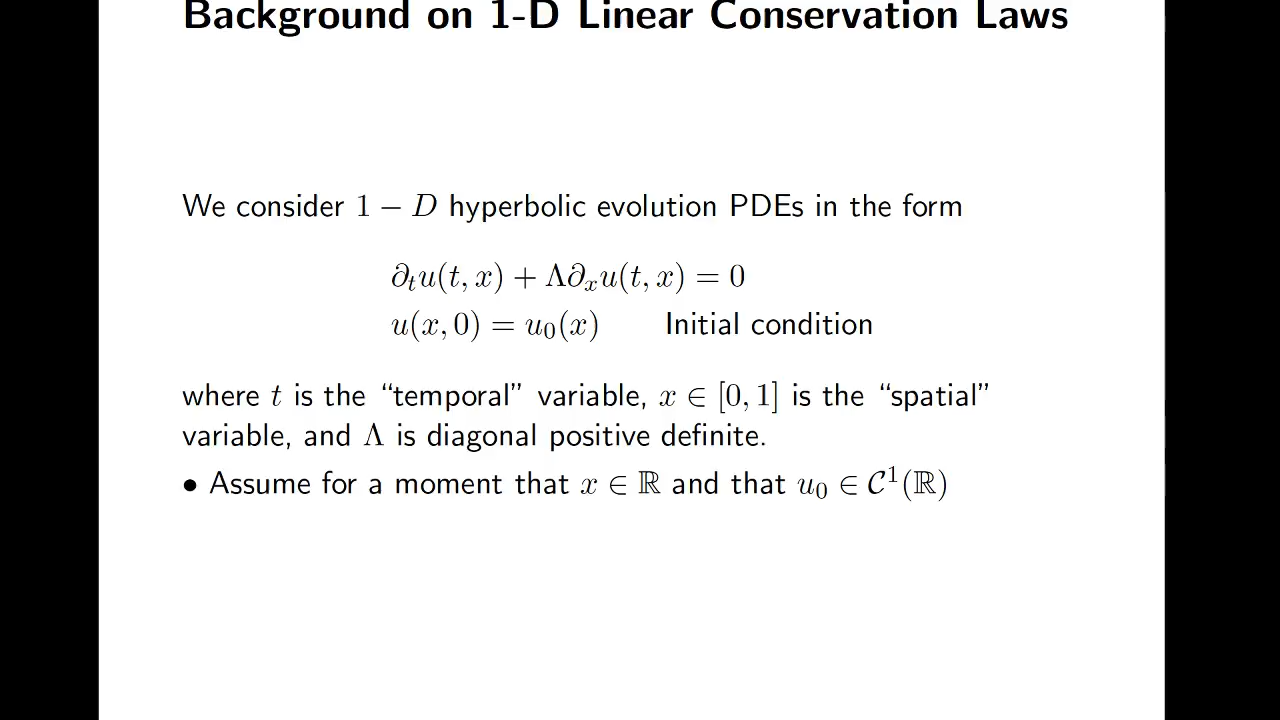 Background on 1-D Linear Conservation Laws
We consider 1 − D hyperbolic evolution PDEs in the form
∂ₜu(t, x) + Λ∂ₓu(t, x) = 0
u(x, 0) = u₀(x) Initial condition
where t is the “temporal” variable, x ∈ [0, 1] is the “spatial”
variable, and Λ is diagonal positive definite.
• Assume for a moment that x ∈ ℝ and that u₀ ∈ 𝒞¹(ℝ)